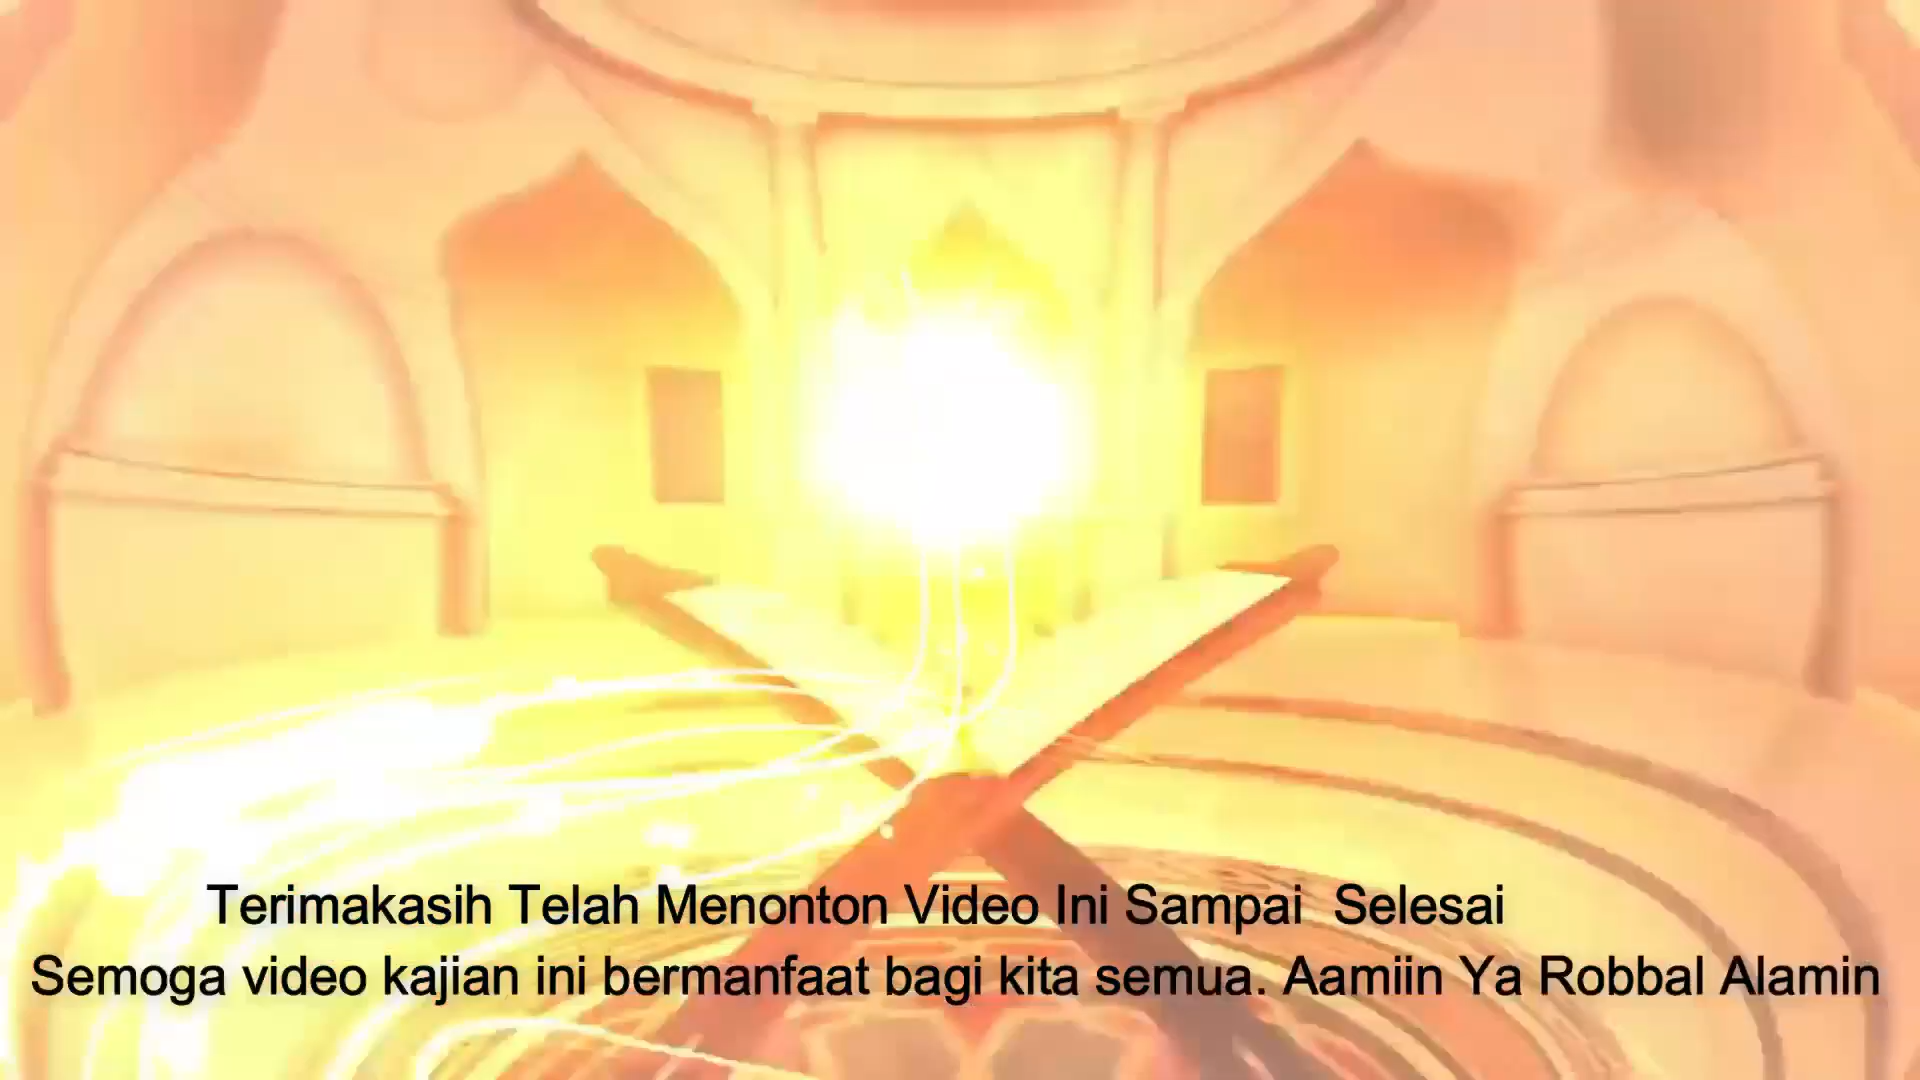 Terimakasih Telah Menonton Video Ini Sampai  Selesai
Semoga video kajian ini bermanfaat bagi kita semua. Aamiin Ya Robbal Alamin